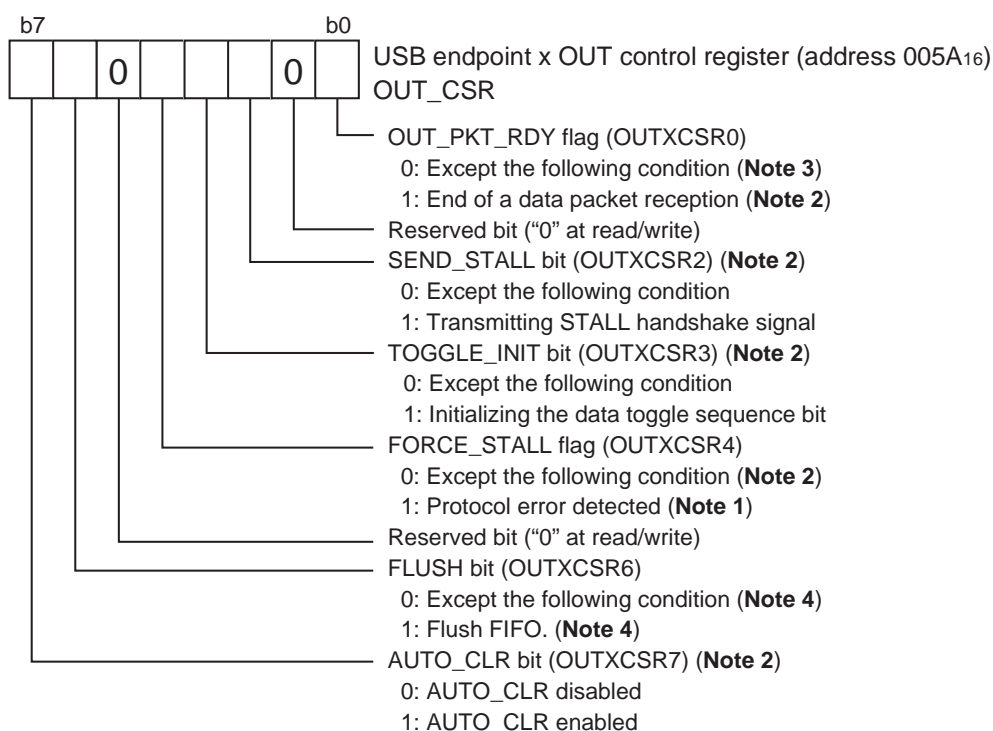 b7 b0
0 0
USB endpoint x OUT control register (address 005A16)
OUT_CSR
OUT_PKT_RDY flag (OUTXCSR0)
0: Except the following condition (Note 3)
1: End of a data packet reception (Note 2)
Reserved bit (“0” at read/write)
SEND_STALL bit (OUTXCSR2) (Note 2)
0: Except the following condition
1: Transmitting STALL handshake signal
TOGGLE_INIT bit (OUTXCSR3) (Note 2)
0: Except the following condition
1: Initializing the data toggle sequence bit
FORCE_STALL flag (OUTXCSR4)
0: Except the following condition (Note 2)
1: Protocol error detected (Note 1)
Reserved bit (“0” at read/write)
FLUSH bit (OUTXCSR6)
0: Except the following condition (Note 4)
1: Flush FIFO. (Note 4)
AUTO_CLR bit (OUTXCSR7) (Note 2)
0: AUTO_CLR disabled
1: AUTO CLR enabled